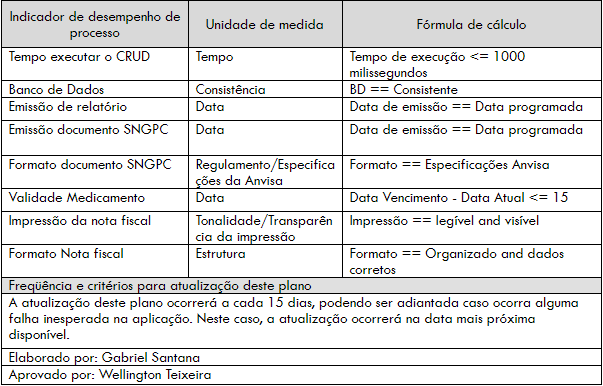 Indicador de desempenho de
processo
Unidade de medida
Fórmula de cálculo
Tempo executar o CRUD
Tempo
Tempo de execução <= 1000
milissegundos
Banco de Dados
Consistência
BD == Consistente
Emissão de relatório
Data
Data de emissão == Data programada
Emissão documento SNGPC
Data
Data de emissão == Data programada
Formato documento SNGPC
Regulamento/Especifica
ções da Anvisa
Formato == Especificações Anvisa
Validade Medicamento
Data
Data Vencimento - Data Atual <= 15
Impressão da nota fiscal
Tonalidade/Transparên
cia da impressão
Impressão == legível and visível
Formato Nota fiscal
Estrutura
Formato == Organizado and dados
corretos
Freqüência e critérios para atualização deste plano
A atualização deste plano ocorrerá a cada 15 dias, podendo ser adiantada caso ocorra alguma
falha inesperada na aplicação. Neste caso, a atualização ocorrerá na data mais próxima
disponível.
Elaborado por: Gabriel Santana
Aprovado por: Wellington Teixeira